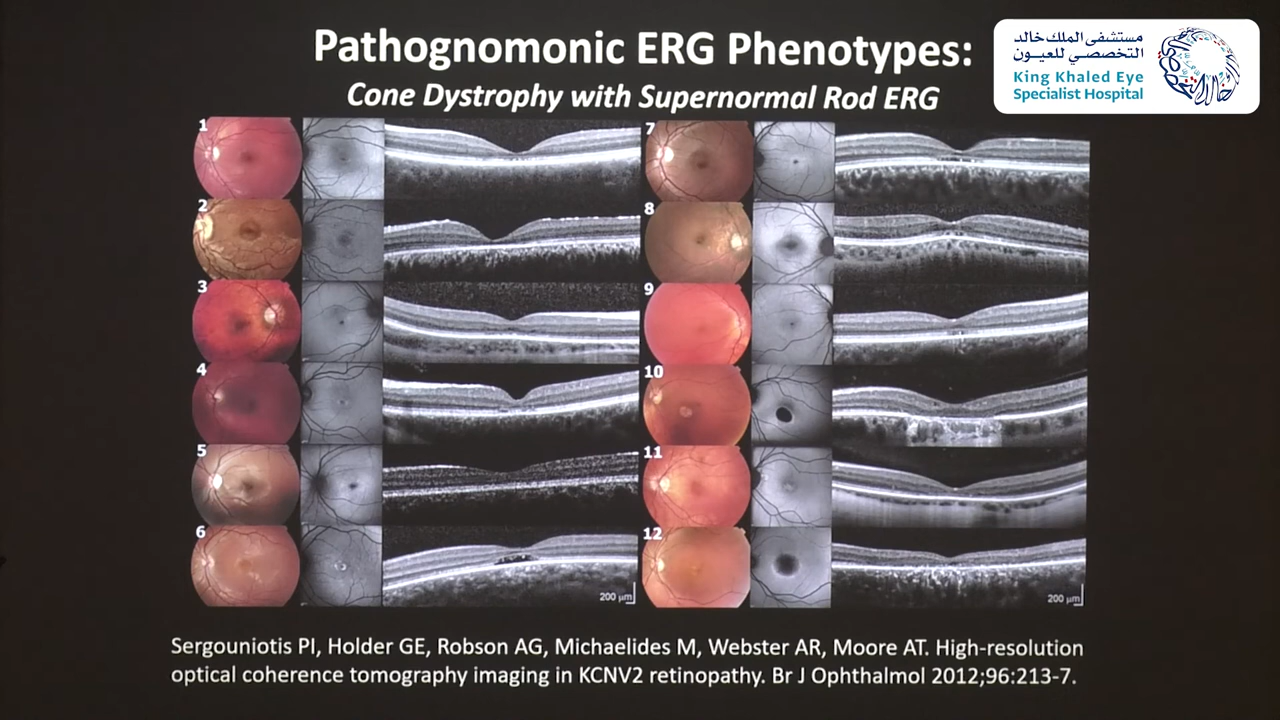 Pathognomonic ERG Phenotypes:
Cone Dystrophy with Supernormal Rod ERG
مستشفى الملك خالد
التخصصي للعيون
King Khaled Eye
Specialist Hospital
1
2
3
4
5
6
200 µm
7
8
9
10
11
12
200 µm
Sergouniotis PI, Holder GE, Robson AG, Michaelides M, Webster AR, Moore AT. High-resolution
optical coherence tomography imaging in KCNV2 retinopathy. Br J Ophthalmol 2012;96:213-7.